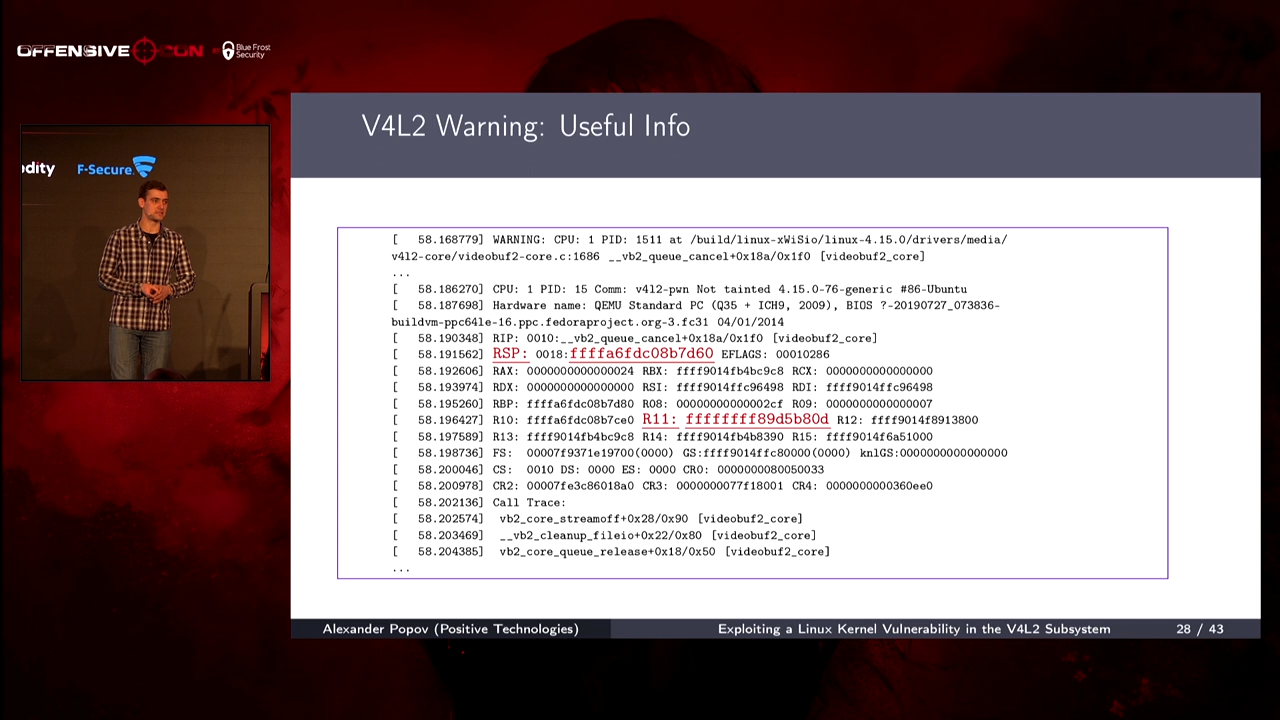 OFFENSIVE CON
Blue Frost
Security
odity
F-Secure.
V4L2 Warning: Useful Info
[ 58.168779] WARNING: CPU: 1 PID: 1511 at /build/linux-xWiSio/linux-4.15.0/drivers/media/
v4l2-core/videobuf2-core.c:1686 __vb2_queue_cancel+0x18a/0x1f0 [videobuf2_core]
...
[ 58.186270] CPU: 1 PID: 15 Comm: v4l2-pwn Not tainted 4.15.0-76-generic #86-Ubuntu
[ 58.187698] Hardware name: QEMU Standard PC (Q35 + ICH9, 2009), BIOS ?-20190727_073836-
buildvm-ppc64le-16.ppc.fedoraproject.org-3.fc31 04/01/2014
[ 58.190348] RIP: 0010:__vb2_queue_cancel+0x18a/0x1f0 [videobuf2_core]
[ 58.191562] RSP: 0018:ffffa6fdc08b7d60 EFLAGS: 00010286
[ 58.192606] RAX: 0000000000000024 RBX: ffff9014fb4bc9c8 RCX: 0000000000000000
[ 58.193974] RDX: 0000000000000000 RSI: ffff9014ffc96498 RDI: ffff9014ffc96498
[ 58.195260] RBP: ffffa6fdc08b7d80 R08: 00000000000002cf R09: 0000000000000007
[ 58.196427] R10: ffffa6fdc08b7ce0 R11: ffffffff89d5b80d R12: ffff9014f8913800
[ 58.197589] R13: ffff9014fb4bc9c8 R14: ffff9014fb4b8390 R15: ffff9014f6a51000
[ 58.198736] FS: 00007f9371e19700(0000) GS:ffff9014ffc80000(0000) knlGS:0000000000000000
[ 58.200046] CS: 0010 DS: 0000 ES: 0000 CR0: 0000000080050033
[ 58.200978] CR2: 00007fe3c86018a0 CR3: 0000000077f18001 CR4: 0000000000360ee0
[ 58.202136] Call Trace:
[ 58.202574] vb2_core_streamoff+0x28/0x90 [videobuf2_core]
[ 58.203469] __vb2_cleanup_fileio+0x22/0x80 [videobuf2_core]
[ 58.204385] vb2_core_queue_release+0x18/0x50 [videobuf2_core]
...
Alexander Popov (Positive Technologies)
Exploiting a Linux Kernel Vulnerability in the V4L2 Subsystem
28 / 43